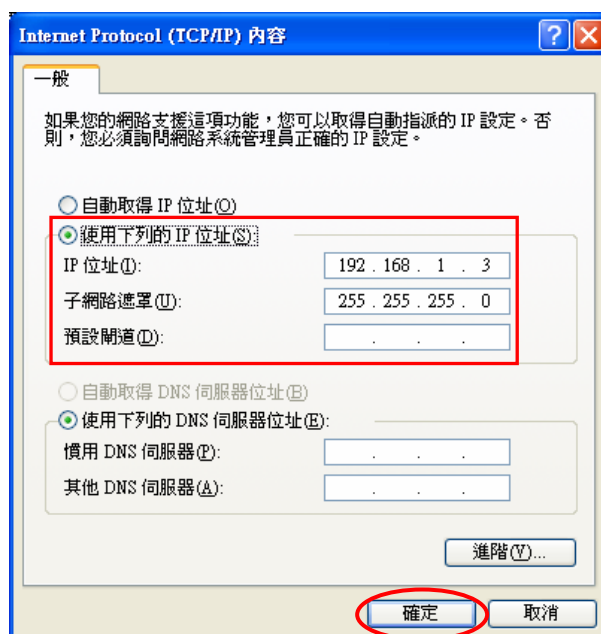 Internet Protocol (TCP/IP) 內容
一般
如果您的網路支援這項功能，您可以取得自動指派的 IP 設定。否
則，您必須詢問網路系統管理員正確的 IP 設定。
自動取得 IP 位址(O)
使用下列的 IP 位址(S):
IP 位址(I): 192 . 168 . 1 . 3
子網路遮罩(U): 255 . 255 . 255 . 0
預設閘道(D): . . .
自動取得 DNS 伺服器位址(B)
使用下列的 DNS 伺服器位址(E):
慣用 DNS 伺服器(P): . . .
其他 DNS 伺服器(A): . . .
進階(V)...
確定 取消